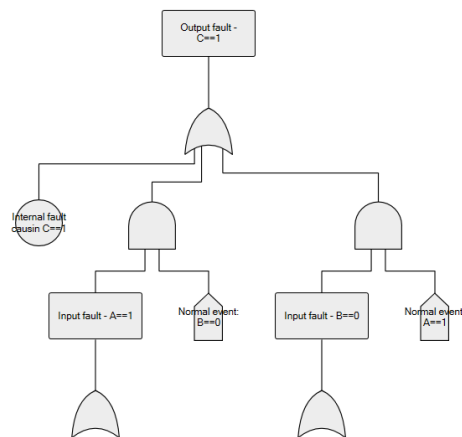 Output fault -
C==1
Internal fault
causin C==1
Input fault - A==1
Normal event:
B==0
Input fault - B==0
Normal event
A==1